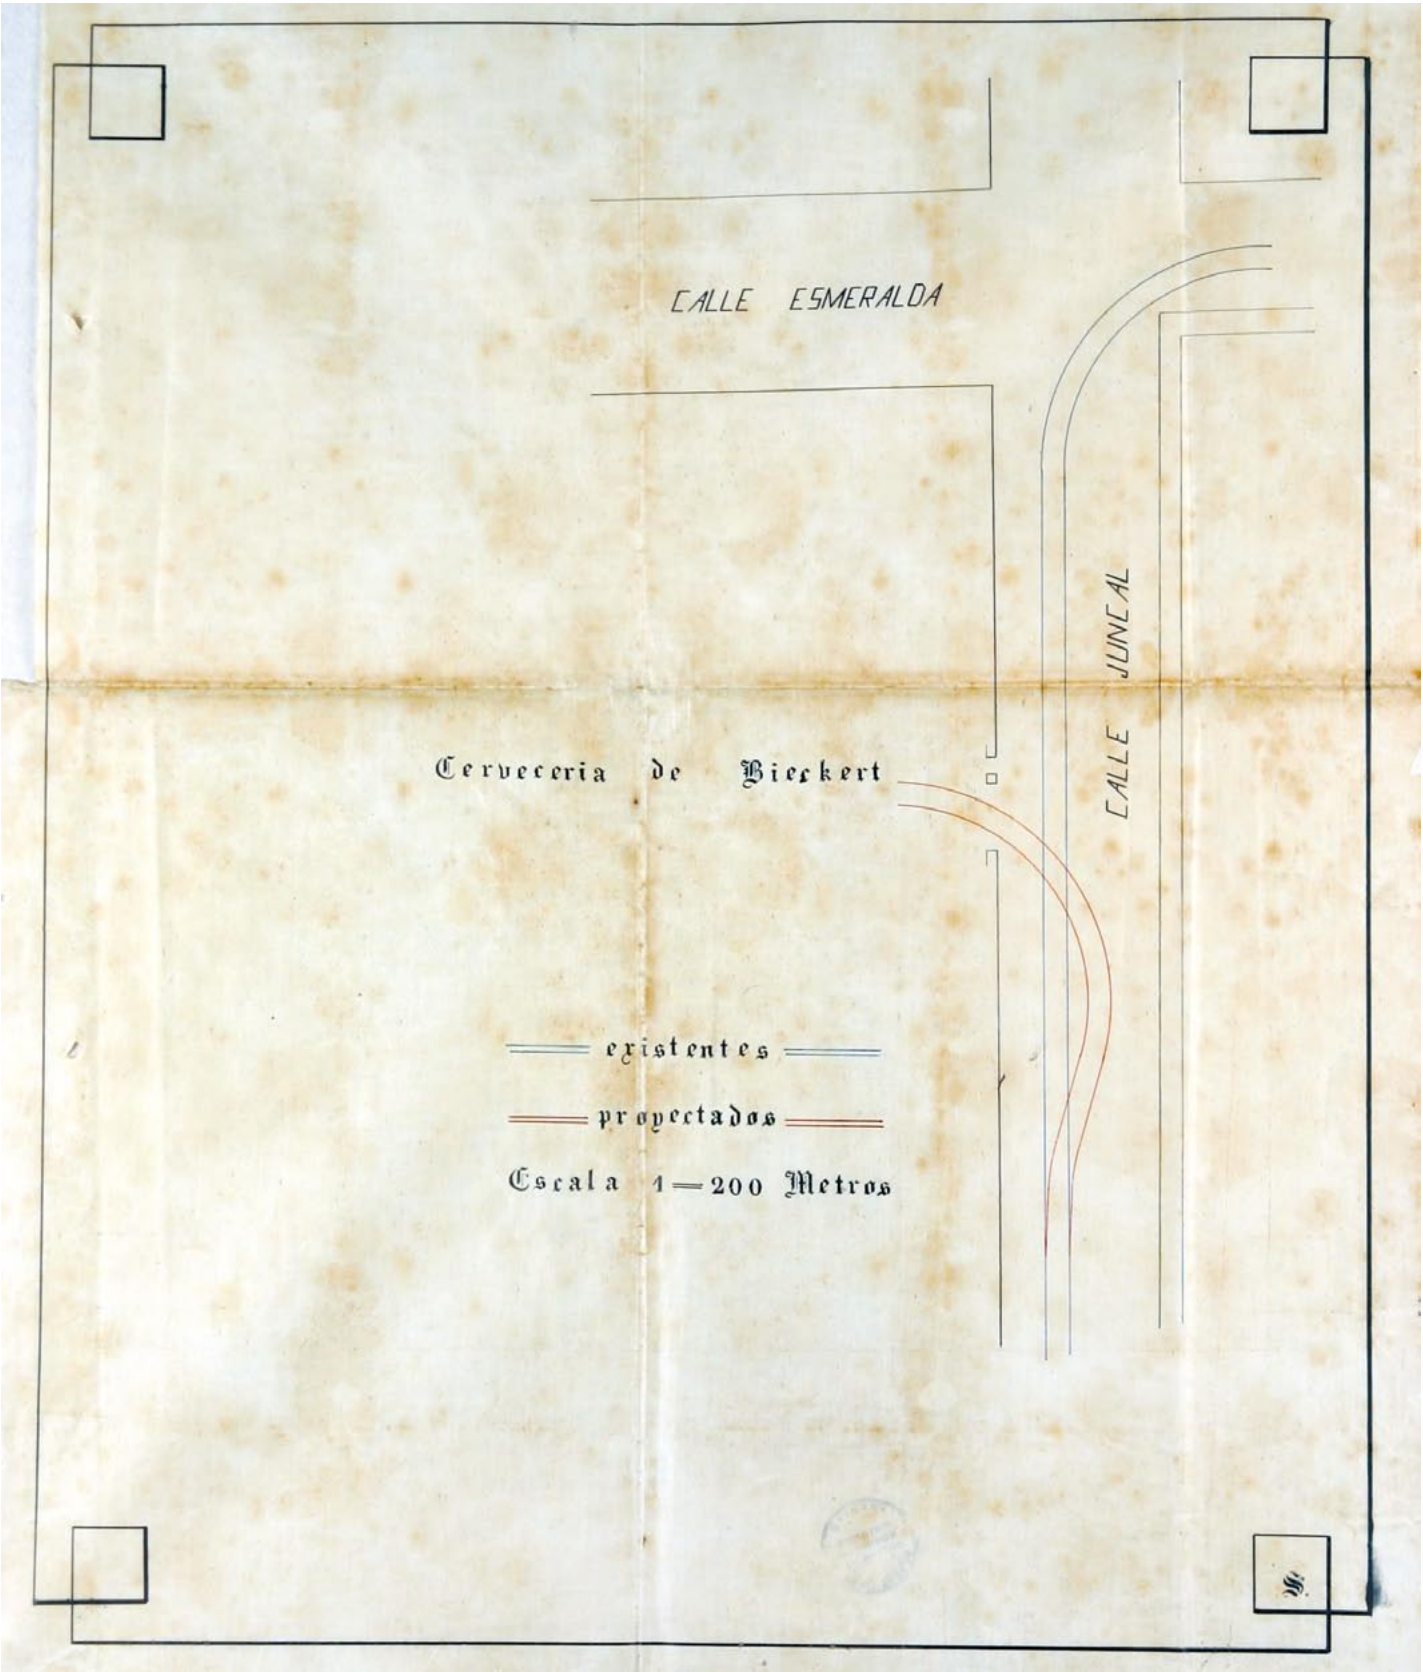 CALLE ESMERALDA
CALLE JUNCAL
Cerveceria de Bieckert
existentes
proyectados
Escala 1=200 Metros